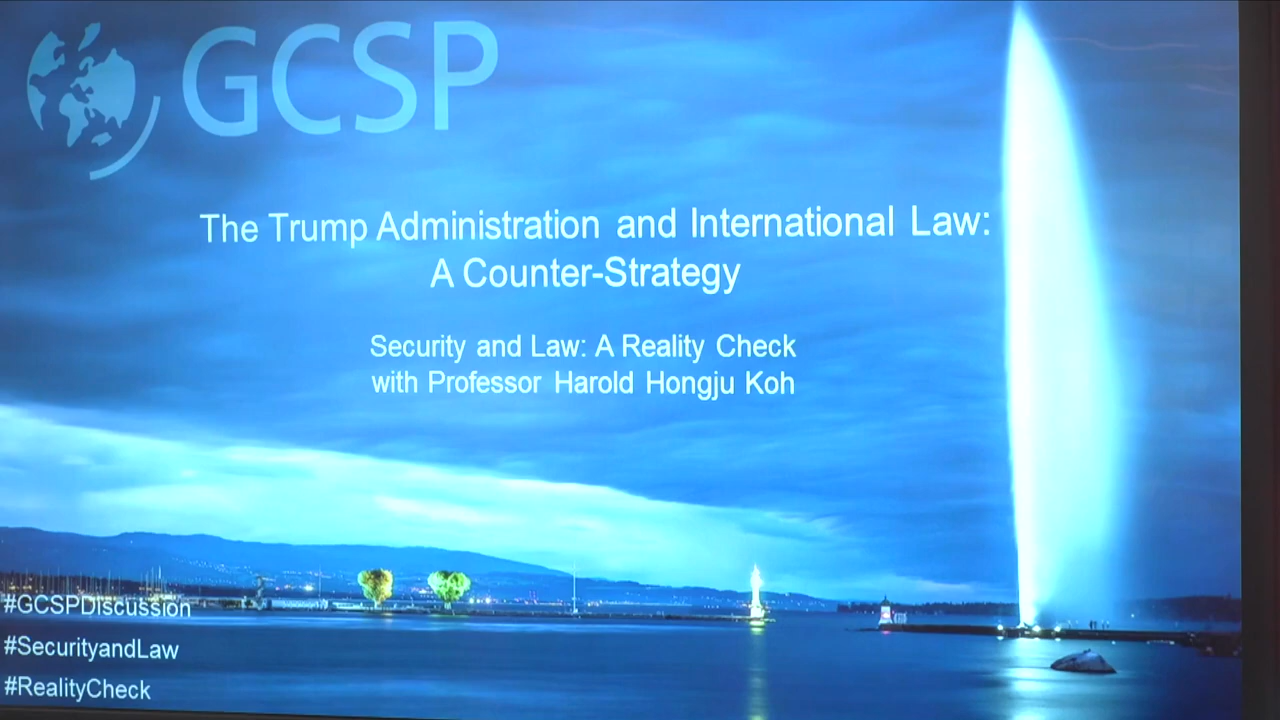 GCSP
The Trump Administration and International Law:
A Counter-Strategy
Security and Law: A Reality Check
with Professor Harold Hongju Koh
#GCSPDiscussion
#SecurityandLaw
#RealityCheck